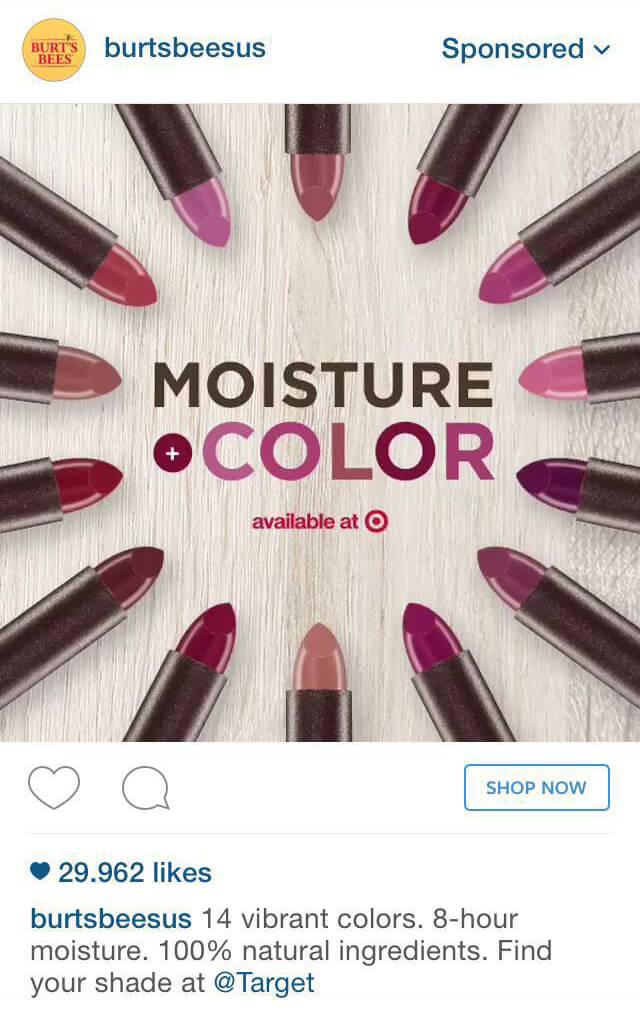 BURT'S
BEES
burtsbeesus
Sponsored
MOISTURE
+ COLOR
available at
SHOP NOW
29.962 likes
burtsbeesus 14 vibrant colors. 8-hour
moisture. 100% natural ingredients. Find
your shade at @Target